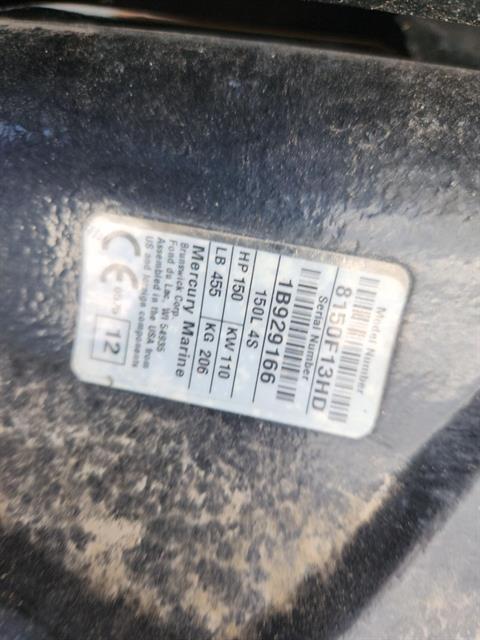 Model Number
8150F13HD
Serial Number
1B929166
150L 4S
HP 150 KW 110
LB 455 KG 206
Mercury Marine
Brunswick Corp.
Fond du Lac, WI 54935
Assembled in the USA from
US and foreign components
CE
12